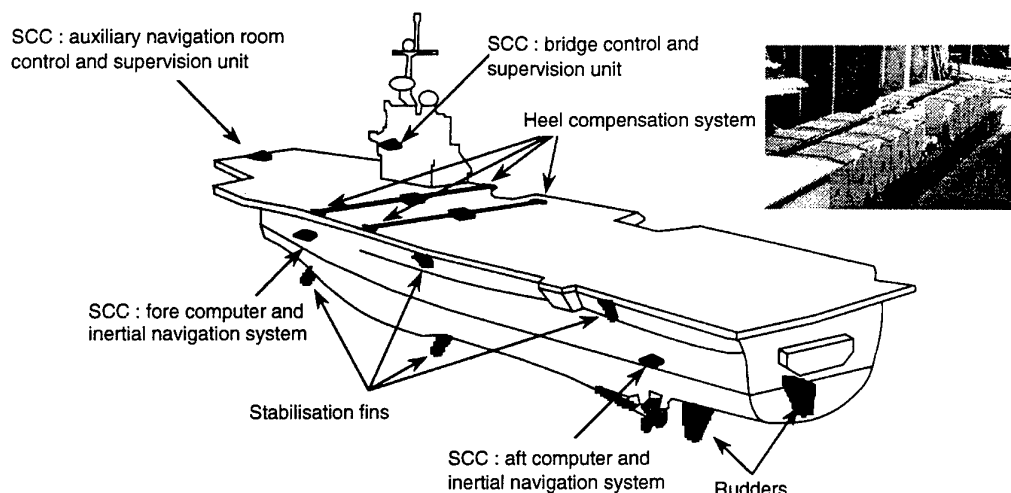 SCC : auxiliary navigation room
control and supervision unit
SCC : bridge control and
supervision unit
Heel compensation system
SCC : fore computer and
inertial navigation system
Stabilisation fins
SCC : aft computer and
inertial navigation system
Rudders